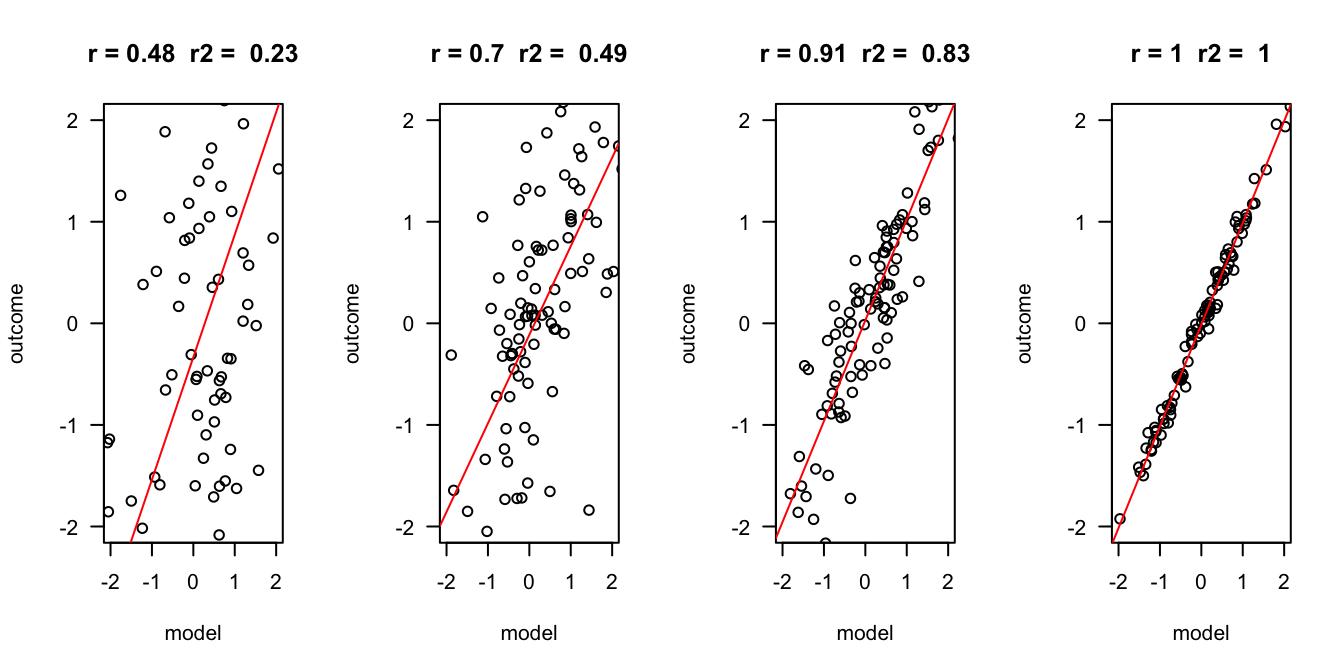 r = 0.48  r2 =  0.23
2
1
0
-1
-2
outcome
-2 -1 0 1 2
model
r = 0.7  r2 =  0.49
2
1
0
-1
-2
outcome
-2 -1 0 1 2
model
r = 0.91  r2 =  0.83
2
1
0
-1
-2
outcome
-2 -1 0 1 2
model
r = 1  r2 =  1
2
1
0
-1
-2
outcome
-2 -1 0 1 2
model